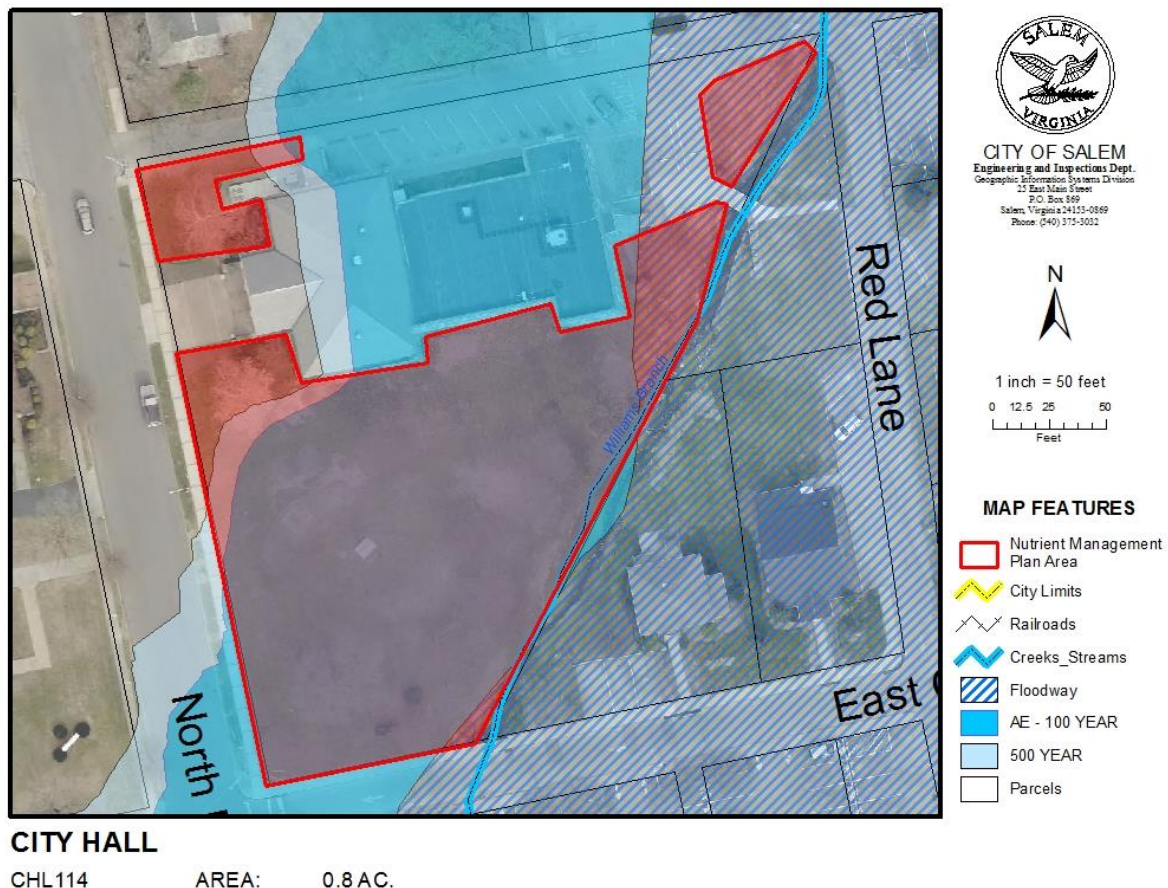 SALEM
VIRGINIA
CITY OF SALEM
Engineering and Inspections Dept.
Geographic Information Systems Division
25 East Main Street
P.O. Box 869
Salem, Virginia 24153-0869
Phone: (540) 375-3032
N
1 inch = 50 feet
0 12.5 25 50
Feet
MAP FEATURES
Nutrient Management
Plan Area
City Limits
Railroads
Creeks_Streams
Floodway
AE - 100 YEAR
500 YEAR
Parcels
Red Lane
Williams Branch
East
North
CITY HALL
CHL114 AREA: 0.8 AC.